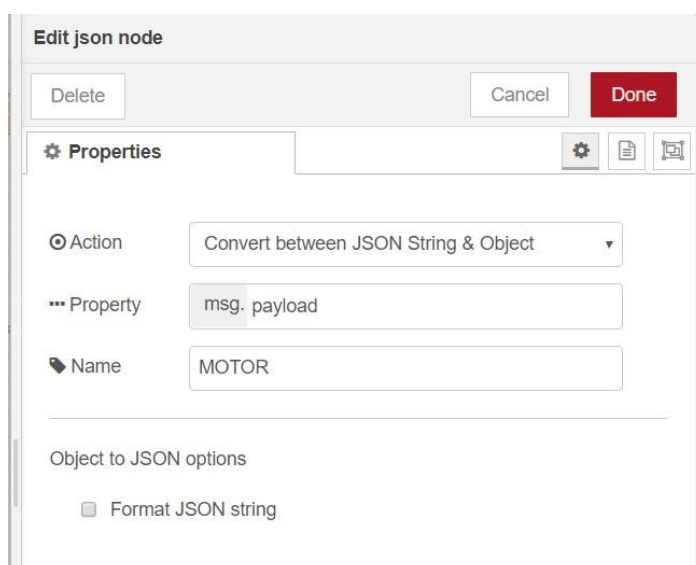 Edit json node
Delete Cancel Done
Properties
Action Convert between JSON String & Object
Property msg. payload
Name MOTOR
Object to JSON options
Format JSON string